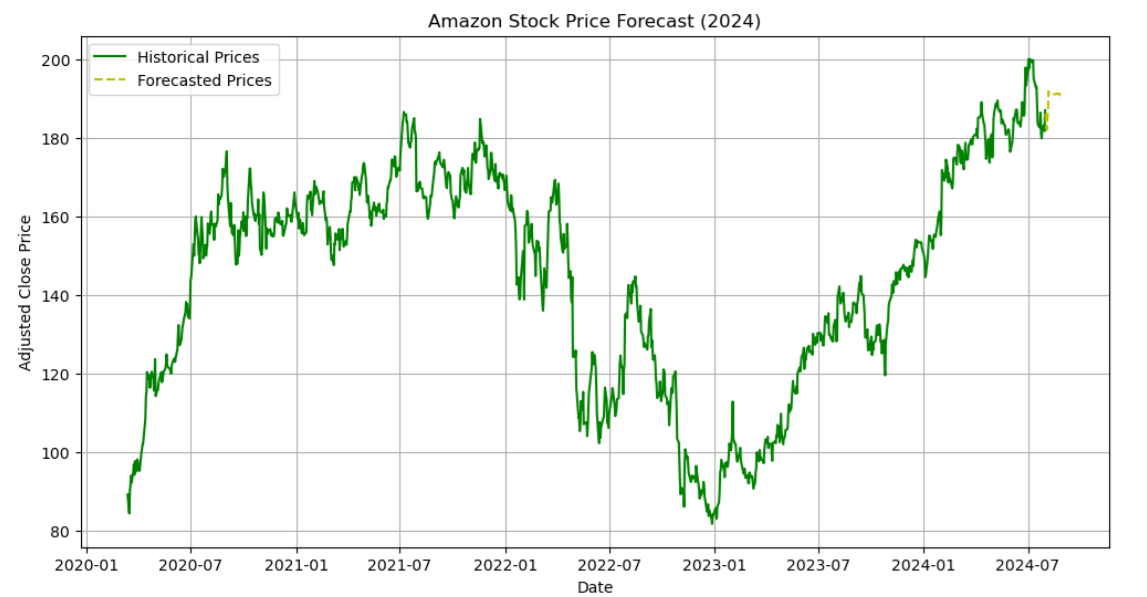 Amazon Stock Price Forecast (2024)
Historical Prices
Forecasted Prices
200
180
160
140
120
100
80
Adjusted Close Price
2020-01 2020-07 2021-01 2021-07 2022-01 2022-07 2023-01 2023-07 2024-01 2024-07
Date